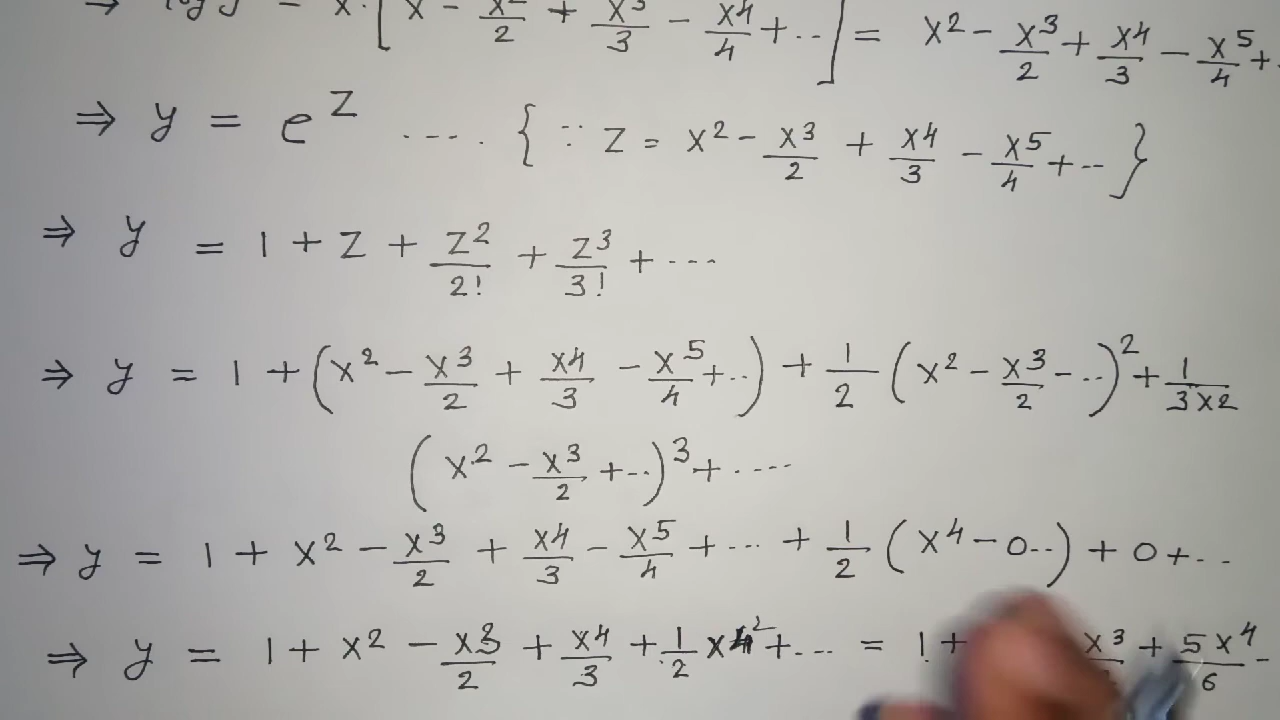 ⇒ log y = x [x - x²/2 + x³/3 - x⁴/4 + ..] = x² - x³/2 + x⁴/3 - x⁵/4 + .
⇒ y = e^z .... { ∵ z = x² - x³/2 + x⁴/3 - x⁵/4 + .. }
⇒ y = 1 + z + z²/2! + z³/3! + ...
⇒ y = 1 + (x² - x³/2 + x⁴/3 - x⁵/4 + ..) + 1/2 (x² - x³/2 - ..)² + 1/3×2
(x² - x³/2 + ..)³ + ....
⇒ y = 1 + x² - x³/2 + x⁴/3 - x⁵/4 + ... + 1/2 (x⁴ - 0..) + 0 + ...
⇒ y = 1 + x² - x³/2 + x⁴/3 + 1/2 x⁴ + ... = 1 + x³ + 5x⁴/6 -